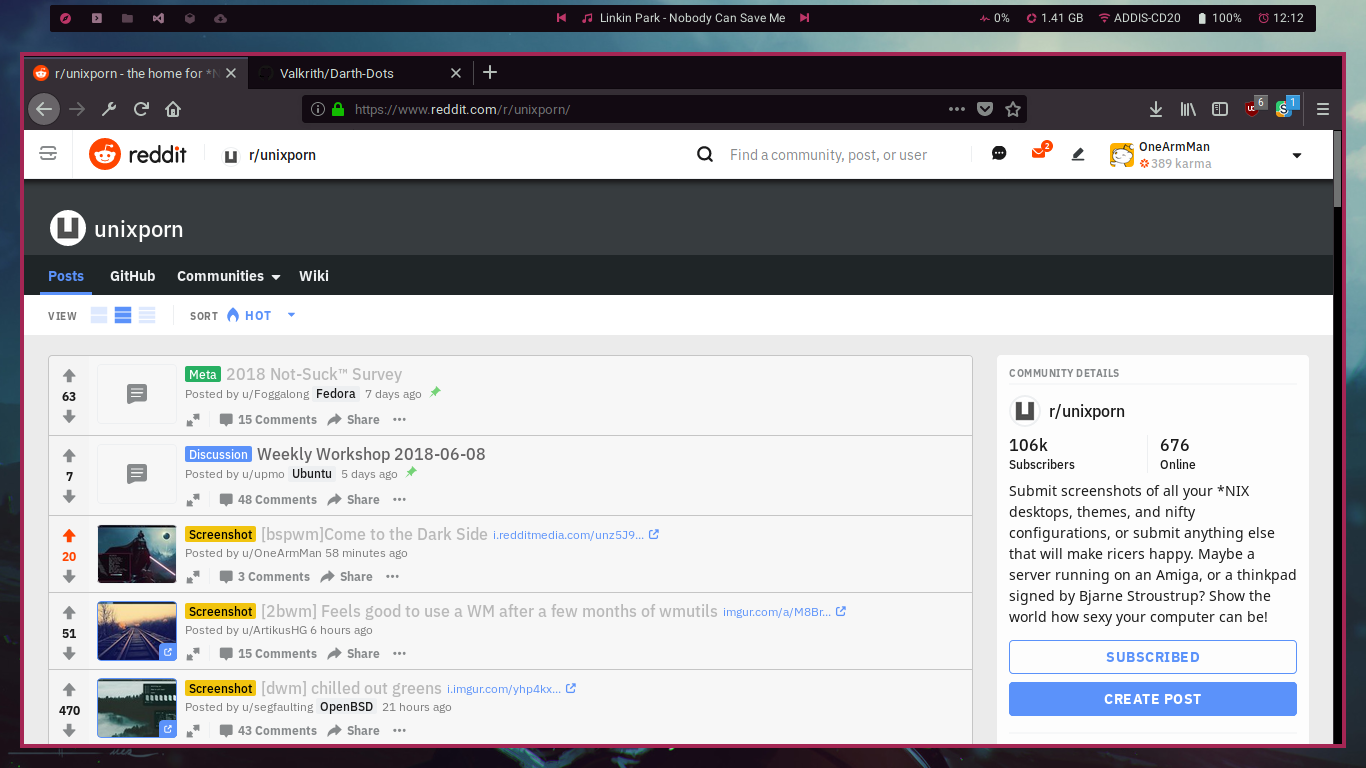 Linkin Park - Nobody Can Save Me
0%
1.41 GB
ADDIS-CD20
100%
12:12
r/unixporn - the home for *N
Valkrith/Darth-Dots
https://www.reddit.com/r/unixporn/
6
1
reddit
r/unixporn
Find a community, post, or user
2
OneArmMan
389 karma
unixporn
Posts
GitHub
Communities
Wiki
VIEW
SORT
HOT
63
Meta 2018 Not-Suck™ Survey
Posted by u/Foggalong Fedora 7 days ago
15 Comments Share
7
Discussion Weekly Workshop 2018-06-08
Posted by u/upmo Ubuntu 5 days ago
48 Comments Share
20
Screenshot [bspwm]Come to the Dark Side i.redditmedia.com/unz5J9...
Posted by u/OneArmMan 58 minutes ago
3 Comments Share
51
Screenshot [2bwm] Feels good to use a WM after a few months of wmutils imgur.com/a/M8Br...
Posted by u/ArtikusHG 6 hours ago
15 Comments Share
470
Screenshot [dwm] chilled out greens i.imgur.com/yhp4kx...
Posted by u/segfaulting OpenBSD 21 hours ago
43 Comments Share
COMMUNITY DETAILS
r/unixporn
106k
Subscribers
676
Online
Submit screenshots of all your *NIX
desktops, themes, and nifty
configurations, or submit anything else
that will make ricers happy. Maybe a
server running on an Amiga, or a thinkpad
signed by Bjarne Stroustrup? Show the
world how sexy your computer can be!
SUBSCRIBED
CREATE POST